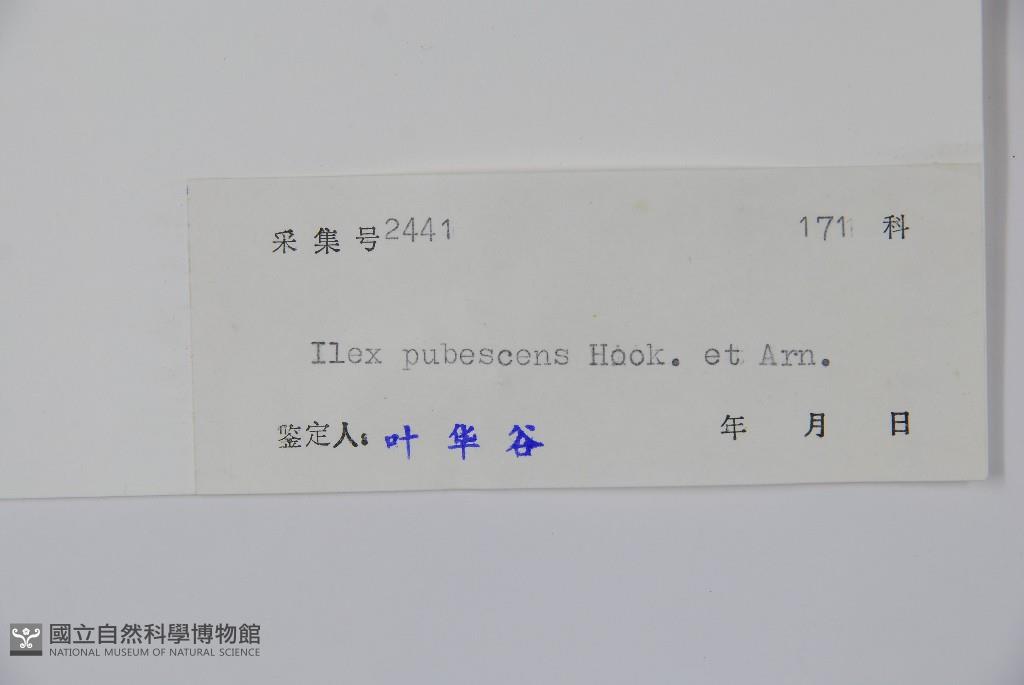 采集号2441 171 科
Ilex pubescens Hook. et Arn.
鉴定人: 叶华谷 年 月 日
國立自然科學博物館
NATIONAL MUSEUM OF NATURAL SCIENCE